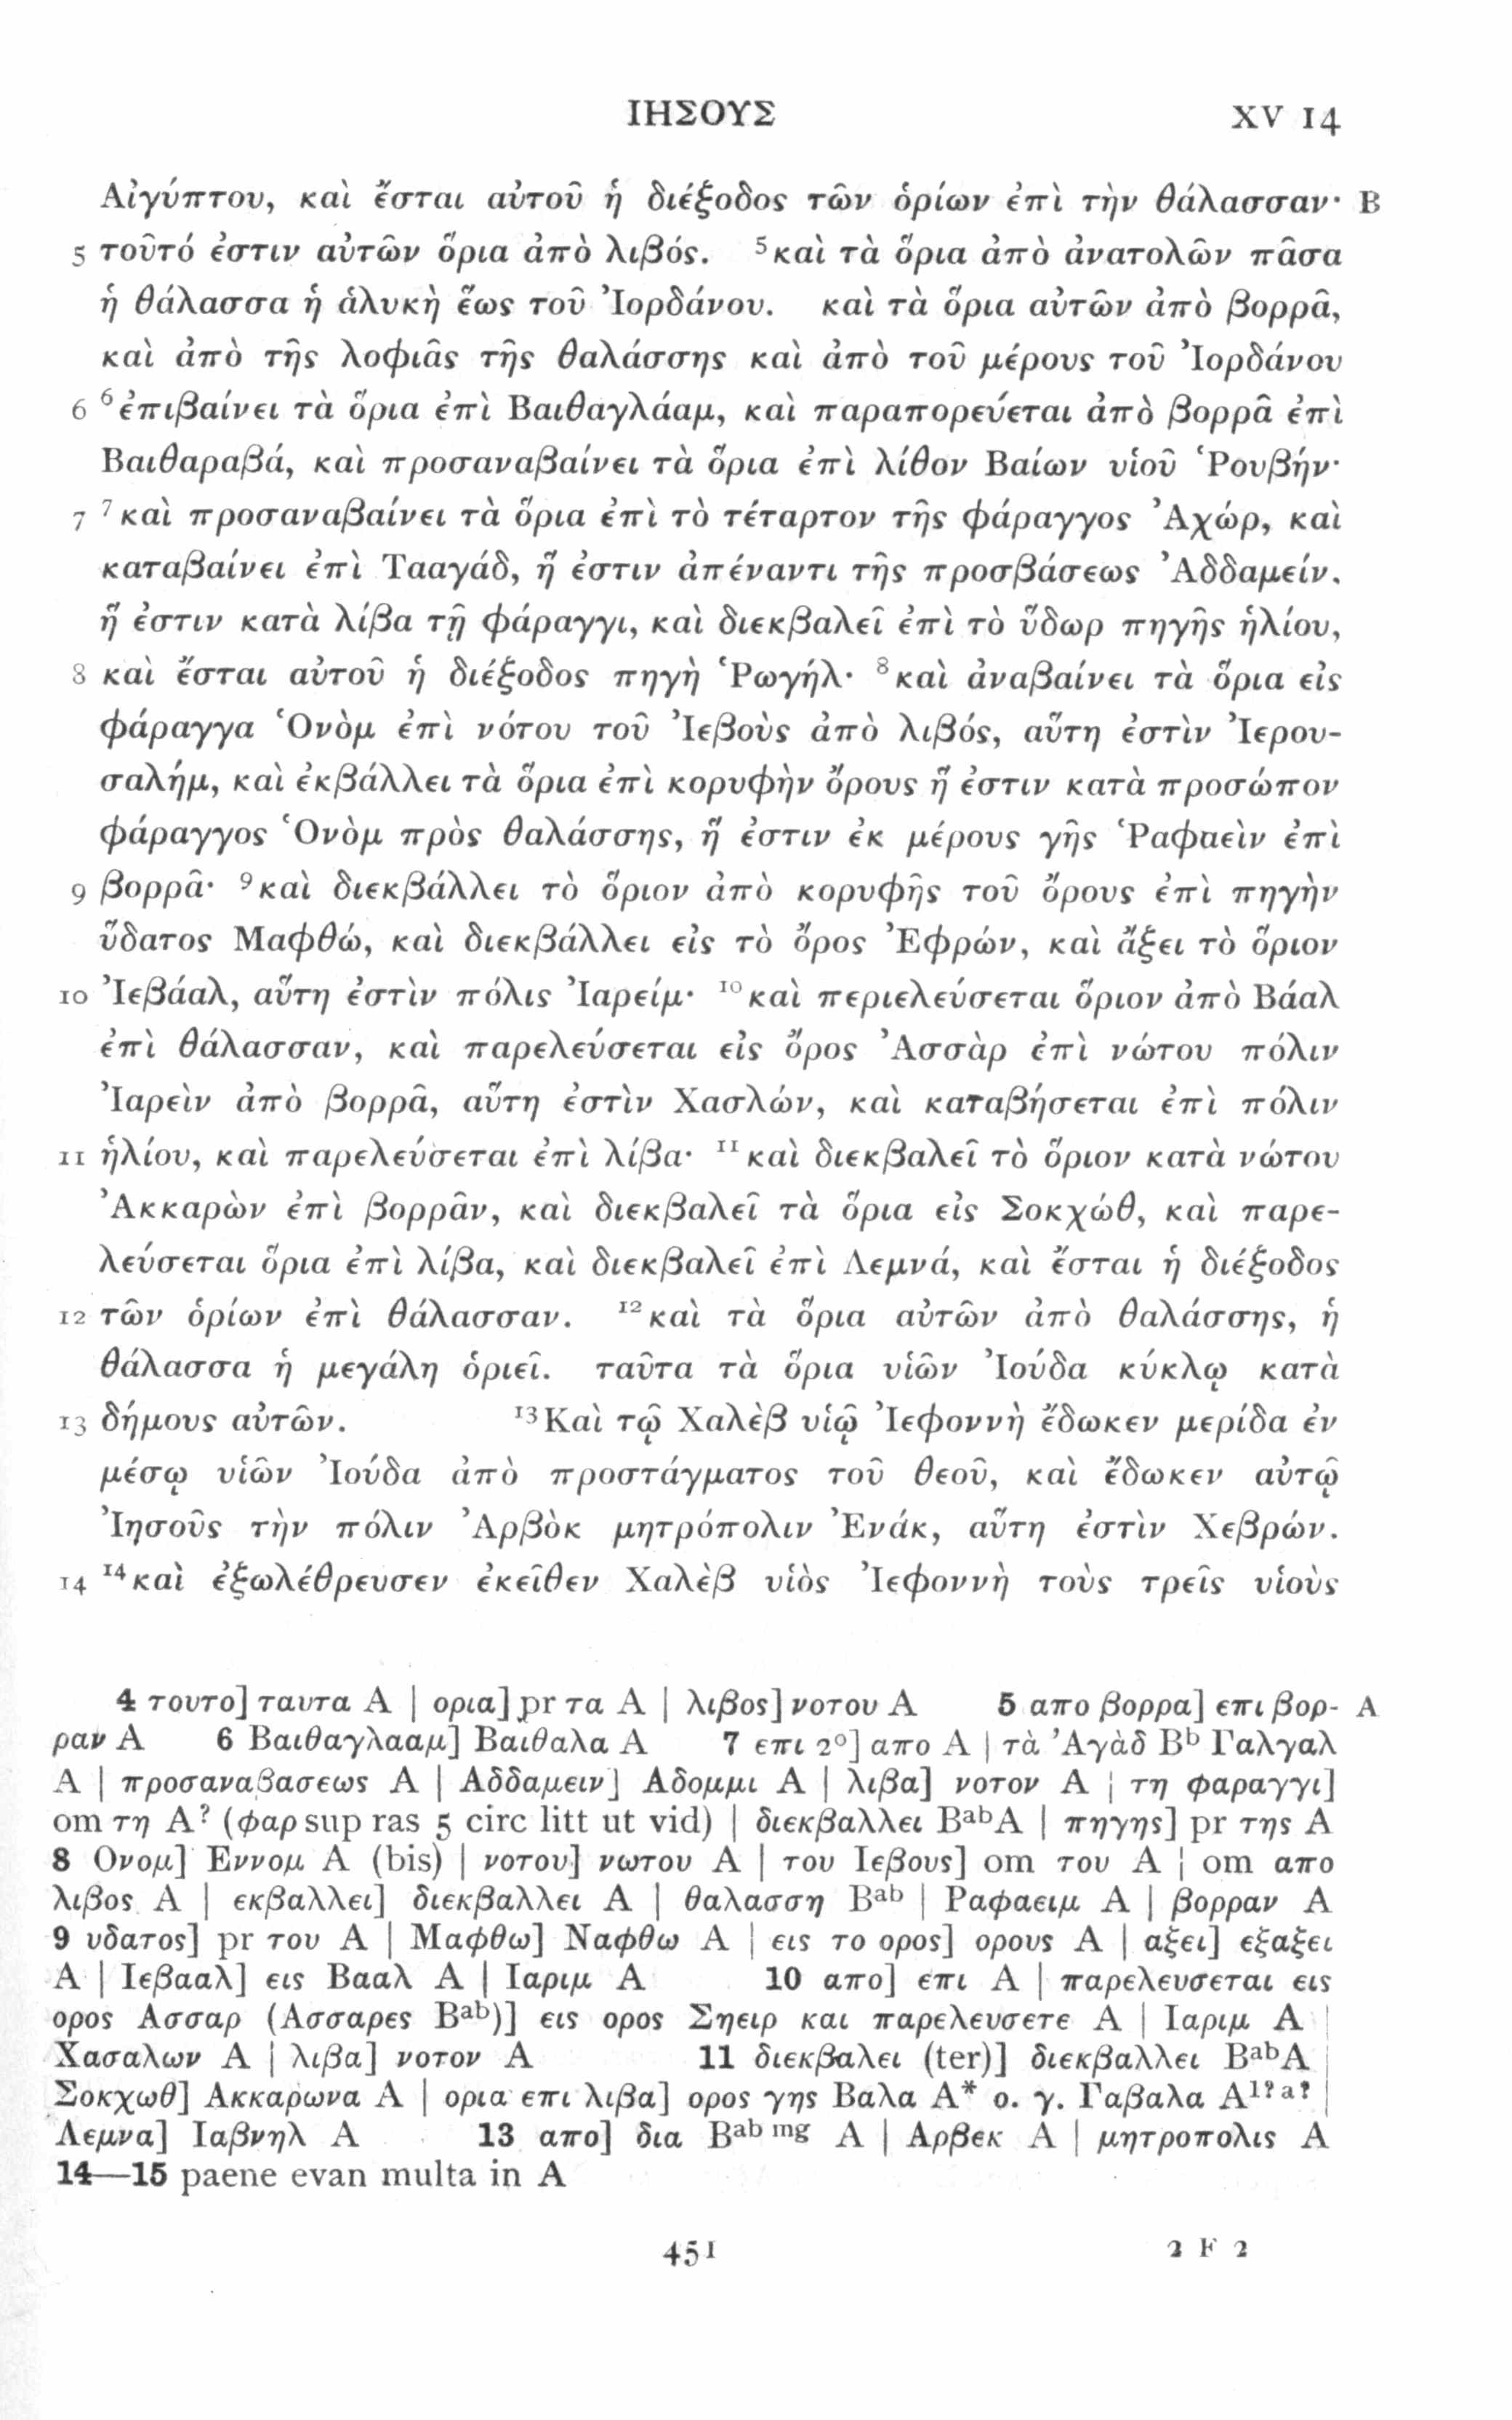 ΙΗΣΟΥΣ XV 14
Αἰγύπτου, καὶ ἔσται αὐτοῦ ἡ διέξοδος τῶν ὁρίων ἐπὶ τὴν θάλασσαν· B
5 τοῦτό ἐστιν αὐτῶν ὅρια ἀπὸ λιβός. ⁵καὶ τὰ ὅρια ἀπὸ ἀνατολῶν πᾶσα
ἡ θάλασσα ἡ ἁλυκὴ ἕως τοῦ Ἰορδάνου. καὶ τὰ ὅρια αὐτῶν ἀπὸ βορρᾶ,
καὶ ἀπὸ τῆς λοφιᾶς τῆς θαλάσσης καὶ ἀπὸ τοῦ μέρους τοῦ Ἰορδάνου
6 ⁶ἐπιβαίνει τὰ ὅρια ἐπὶ Βαιθαγλάαμ, καὶ παραπορεύεται ἀπὸ βορρᾶ ἐπὶ
Βαιθαραβά, καὶ προσαναβαίνει τὰ ὅρια ἐπὶ λίθον Βαίων υἱοῦ Ῥουβήν·
7 ⁷καὶ προσαναβαίνει τὰ ὅρια ἐπὶ τὸ τέταρτον τῆς φάραγγος Ἀχώρ, καὶ
καταβαίνει ἐπὶ Τααγάδ, ἥ ἐστιν ἀπέναντι τῆς προσβάσεως Ἀδδαμείν,
ἥ ἐστιν κατὰ λίβα τῇ φάραγγι, καὶ διεκβαλεῖ ἐπὶ τὸ ὕδωρ πηγῆς ἡλίου,
8 καὶ ἔσται αὐτοῦ ἡ διέξοδος πηγὴ Ῥωγήλ· ⁸καὶ ἀναβαίνει τὰ ὅρια εἰς
φάραγγα Ὀνὸμ ἐπὶ νότου τοῦ Ἰεβοὺς ἀπὸ λιβός, αὕτη ἐστὶν Ἰερου-
σαλήμ, καὶ ἐκβάλλει τὰ ὅρια ἐπὶ κορυφὴν ὄρους ἥ ἐστιν κατὰ προσώπον
φάραγγος Ὀνὸμ πρὸς θαλάσσης, ἥ ἐστιν ἐκ μέρους γῆς Ῥαφαεὶν ἐπὶ
9 βορρᾶ· ⁹καὶ διεκβάλλει τὸ ὅριον ἀπὸ κορυφῆς τοῦ ὄρους ἐπὶ πηγὴν
ὕδατος Μαφθώ, καὶ διεκβάλλει εἰς τὸ ὄρος Ἐφρών, καὶ ἄξει τὸ ὅριον
10 Ἰεβάαλ, αὕτη ἐστὶν πόλις Ἰαρείμ· ¹⁰καὶ περιελεύσεται ὅριον ἀπὸ Βάαλ
ἐπὶ θάλασσαν, καὶ παρελεύσεται εἰς ὄρος Ἀσσὰρ ἐπὶ νώτου πόλιν
Ἰαρεὶν ἀπὸ βορρᾶ, αὕτη ἐστὶν Χασλών, καὶ καταβήσεται ἐπὶ πόλιν
11 ἡλίου, καὶ παρελεύσεται ἐπὶ λίβα· ¹¹καὶ διεκβαλεῖ τὸ ὅριον κατὰ νώτου
Ἀκκαρὼν ἐπὶ βορρᾶν, καὶ διεκβαλεῖ τὰ ὅρια εἰς Σοκχώθ, καὶ παρε-
λεύσεται ὅρια ἐπὶ λίβα, καὶ διεκβαλεῖ ἐπὶ Λεμνά, καὶ ἔσται ἡ διέξοδος
12 τῶν ὁρίων ἐπὶ θάλασσαν. ¹²καὶ τὰ ὅρια αὐτῶν ἀπὸ θαλάσσης, ἡ
θάλασσα ἡ μεγάλη ὁριεῖ. ταῦτα τὰ ὅρια υἱῶν Ἰούδα κύκλῳ κατὰ
13 δήμους αὐτῶν. ¹³Καὶ τῷ Χαλὲβ υἱῷ Ἰεφοννὴ ἔδωκεν μερίδα ἐν
μέσῳ υἱῶν Ἰούδα ἀπὸ προστάγματος τοῦ θεοῦ, καὶ ἔδωκεν αὐτῷ
Ἰησοῦς τὴν πόλιν Ἀρβὸκ μητρόπολιν Ἐνάκ, αὕτη ἐστὶν Χεβρών.
14 ¹⁴καὶ ἐξωλέθρευσεν ἐκεῖθεν Χαλὲβ υἱὸς Ἰεφοννὴ τοὺς τρεῖς υἱοὺς
4 τουτο] ταυτα A | ορια] pr τα A | λιβος] νοτου A 5 απο βορρα] επι βορ- A
ραν A 6 Βαιθαγλααμ] Βαιθαλα A 7 επι 2º] απο A | τὰ Ἀγὰδ Bᵇ Γαλγαλ
A | προσαναβασεως A | Αδδαμειν] Αδομμι A | λιβα] νοτον A | τη φαραγγι]
om τη A? (φαρ sup ras 5 circ litt ut vid) | διεκβαλλει BᵃᵇA | πηγης] pr της A
8 Ονομ] Εννομ A (bis) | νοτου] νωτου A | του Ιεβους] om του A | om απο
λιβος A | εκβαλλει] διεκβαλλει A | θαλασση Bᵃᵇ | Ραφαειμ A | βορραν A
9 υδατος] pr του A | Μαφθω] Ναφθω A | εις το ορος] ορους A | αξει] εξαξει
A | Ιεβααλ] εις Βααλ A | Ιαριμ A 10 απο] επι A | παρελευσεται εις
ορος Ασσαρ (Ασσαρες Bᵃᵇ)] εις ορος Σηειρ και παρελευσετε A | Ιαριμ A |
Χασαλων A | λιβα] νοτον A 11 διεκβαλει (ter)] διεκβαλλει BᵃᵇA |
Σοκχωθ] Ακκαρωνα A | ορια επι λιβα] ορος γης Βαλα A* ο. γ. Γαβαλα A¹?ᵃ? |
Λεμνα] Ιαβνηλ A 13 απο] δια Bᵃᵇ ᵐᵍ A | Αρβεκ A | μητροπολις A
14—15 paene evan multa in A
451 2 F 2